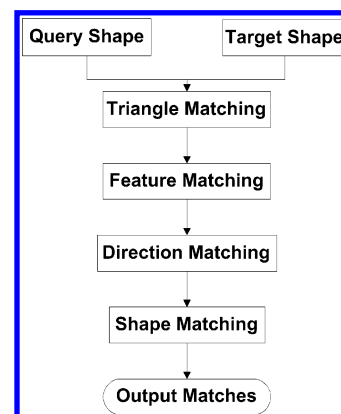 Query Shape
Target Shape
Triangle Matching
Feature Matching
Direction Matching
Shape Matching
Output Matches